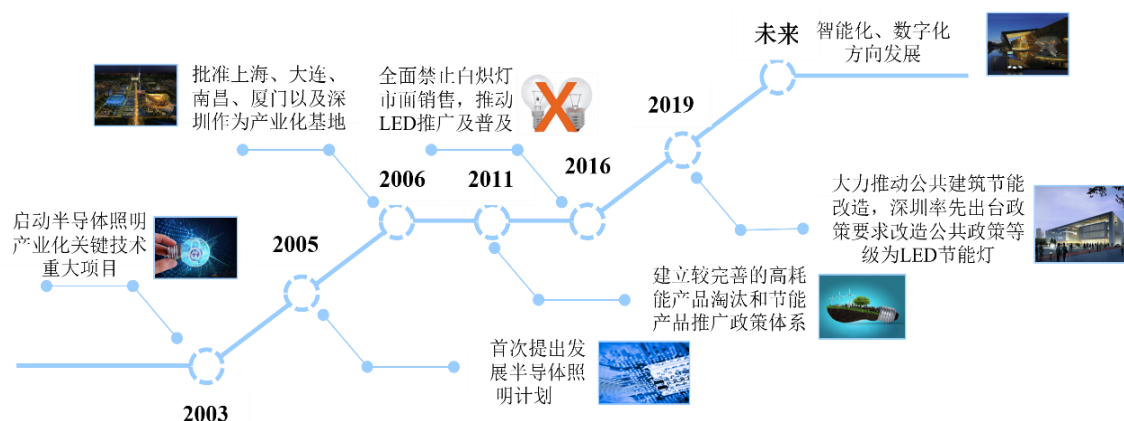 未来
智能化、数字化
方向发展
批准上海、大连、
南昌、厦门以及深
圳作为产业化基地
全面禁止白炽灯
市面销售，推动
LED推广及普及
X
2019
2006
2011
2016
大力推动公共建筑节能
改造，深圳率先出台政
策要求改造公共政策等
级为LED节能灯
启动半导体照明
产业化关键技术
重大项目
2005
建立较完善的高耗
能产品淘汰和节能
产品推广政策体系
首次提出发
展半导体照
明计划
2003